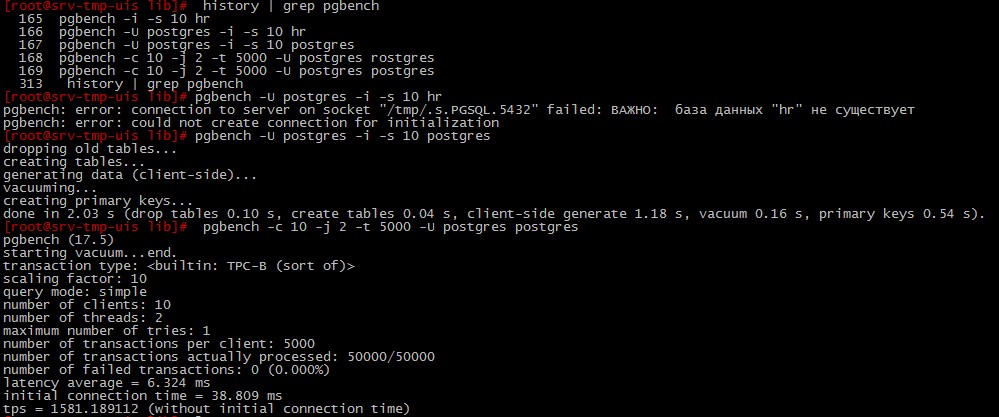 [root@srv-tmp-uis lib]#  history | grep pgbench
  165  pgbench -i -s 10 hr
  166  pgbench -U postgres -i -s 10 hr
  167  pgbench -U postgres -i -s 10 postgres
  168  pgbench -c 10 -j 2 -t 5000 -U postgres rostgres
  169  pgbench -c 10 -j 2 -t 5000 -U postgres postgres
  313   history | grep pgbench
[root@srv-tmp-uis lib]# pgbench -U postgres -i -s 10 hr
pgbench: error: connection to server on socket "/tmp/.s.PGSQL.5432" failed: ВАЖНО:  база данных "hr" не существует
pgbench: error: could not create connection for initialization
[root@srv-tmp-uis lib]# pgbench -U postgres -i -s 10 postgres
dropping old tables...
creating tables...
generating data (client-side)...
vacuuming...
creating primary keys...
done in 2.03 s (drop tables 0.10 s, create tables 0.04 s, client-side generate 1.18 s, vacuum 0.16 s, primary keys 0.54 s).
[root@srv-tmp-uis lib]#  pgbench -c 10 -j 2 -t 5000 -U postgres postgres
pgbench (17.5)
starting vacuum...end.
transaction type: <builtin: TPC-B (sort of)>
scaling factor: 10
query mode: simple
number of clients: 10
number of threads: 2
maximum number of tries: 1
number of transactions per client: 5000
number of transactions actually processed: 50000/50000
number of failed transactions: 0 (0.000%)
latency average = 6.324 ms
initial connection time = 38.809 ms
tps = 1581.189112 (without initial connection time)